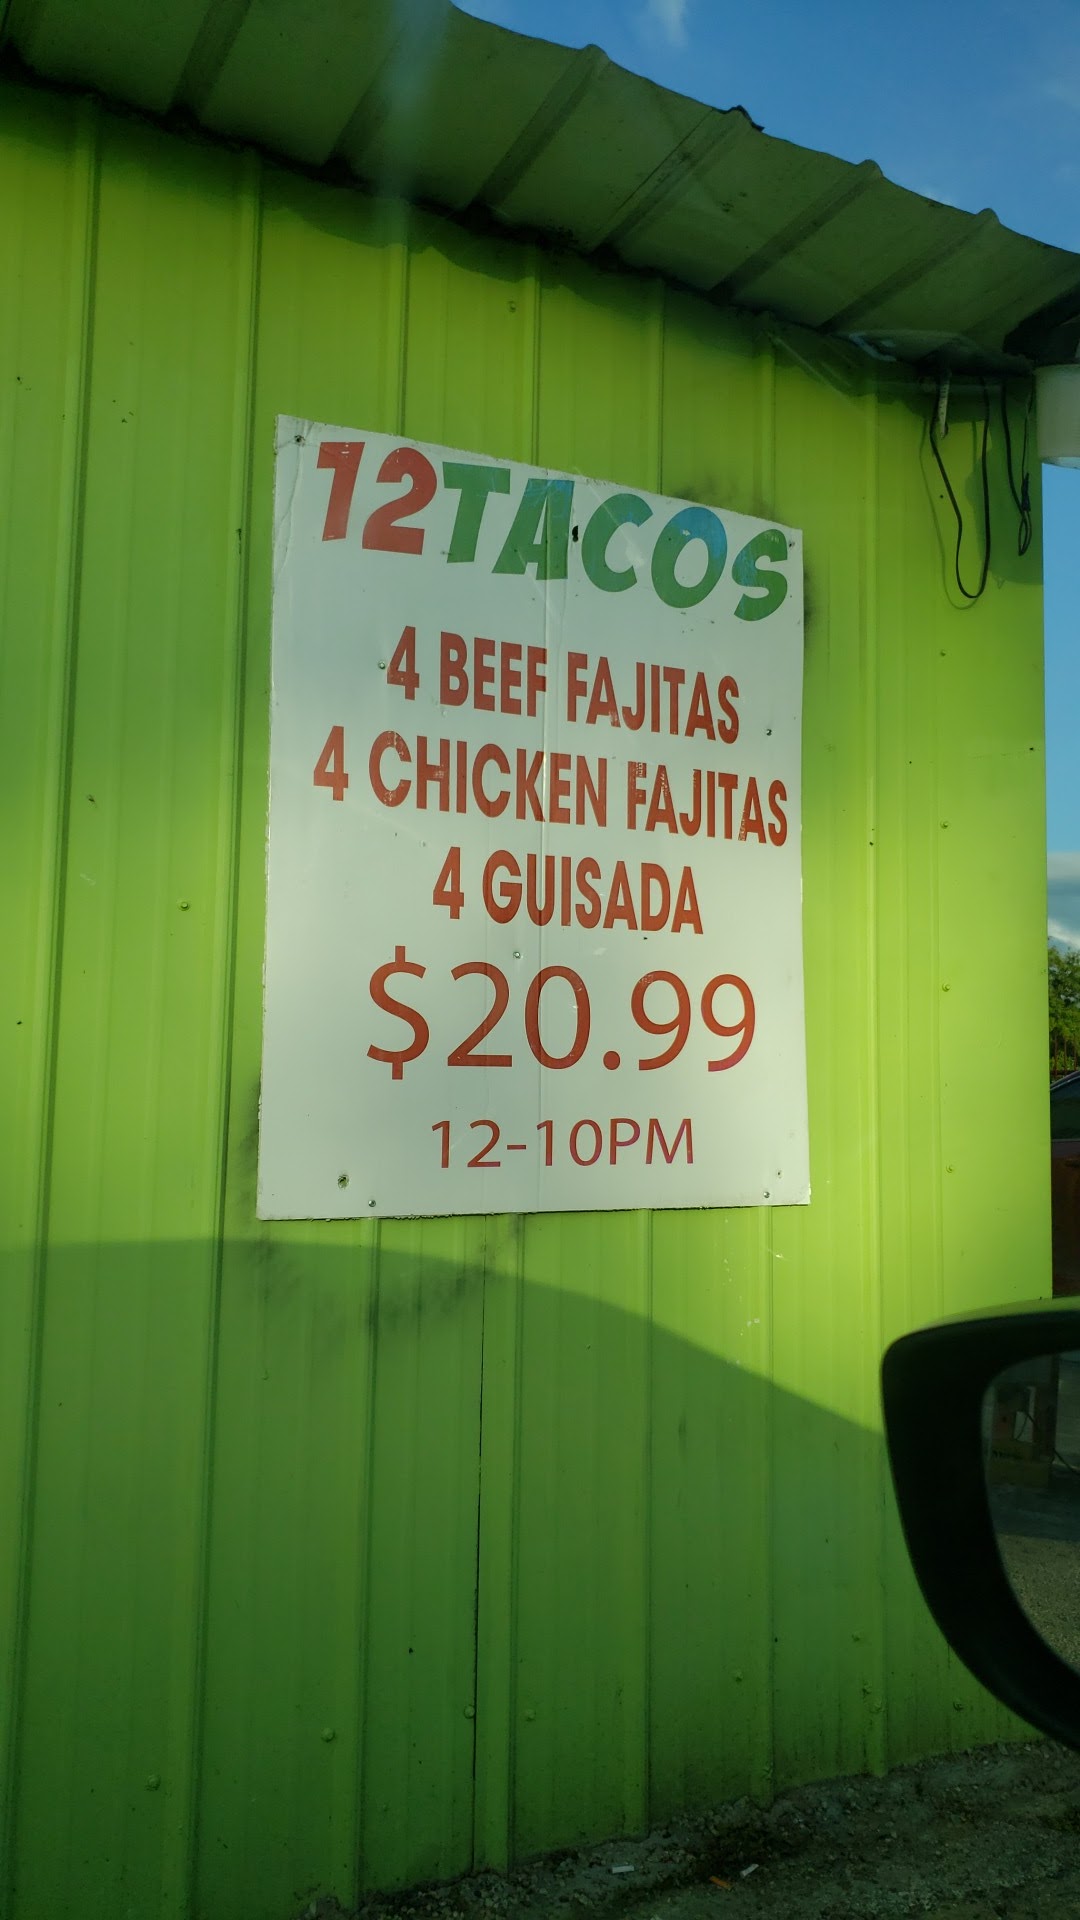 12TACOS
4 BEEF FAJITAS
4 CHICKEN FAJITAS
4 GUISADA
$20.99
12-10PM